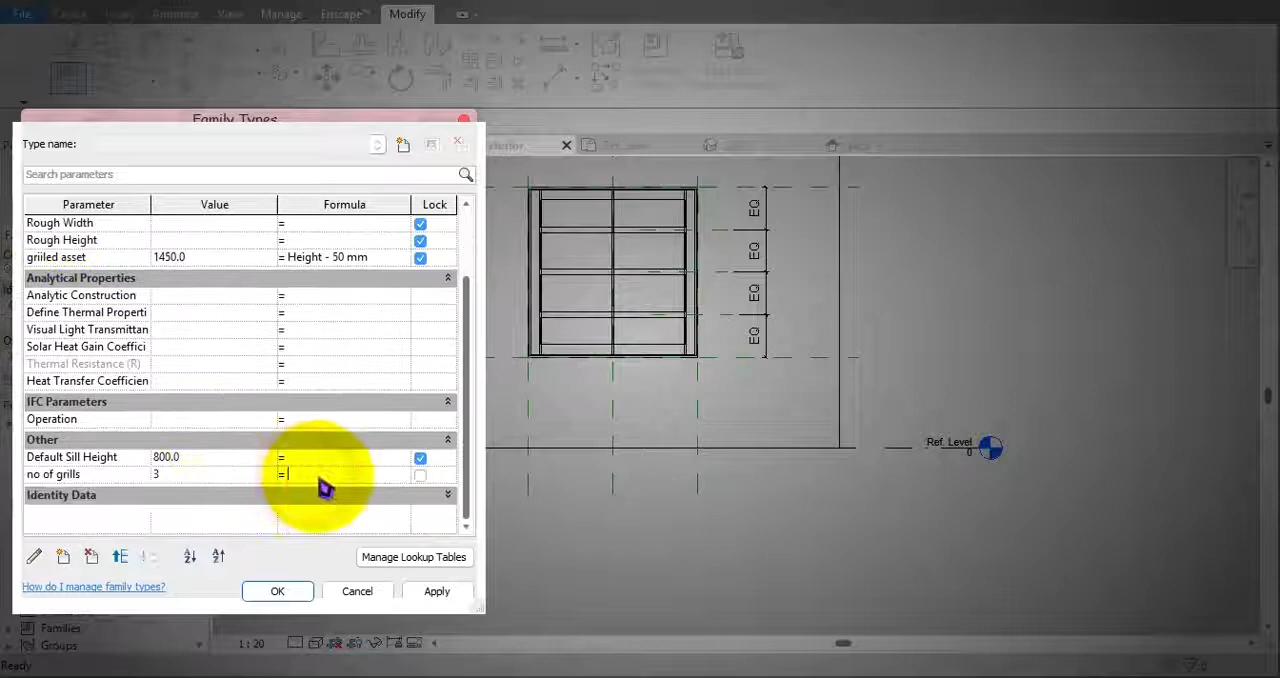 File
Annotate
View
Manage
Enscape™
Modify
Family Types
Type name:
Search parameters
Parameter Value Formula Lock
Rough Width =
Rough Height =
griiled asset 1450.0 = Height - 50 mm
Analytical Properties
Analytic Construction =
Define Thermal Properti
Visual Light Transmittan =
Solar Heat Gain Coeffici =
Thermal Resistance (R) =
Heat Transfer Coefficien =
IFC Parameters
Operation =
Other
Default Sill Height 800.0 =
no of grills 3 =
Identity Data
Manage Lookup Tables
How do I manage family types?
OK Cancel Apply
EQ
EQ
EQ
EQ
Ref. Level
0
Families
Groups
1 : 20
Ready